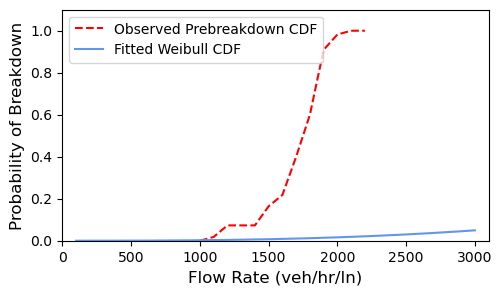 Observed Prebreakdown CDF
Fitted Weibull CDF
Probability of Breakdown
1.0
0.8
0.6
0.4
0.2
0.0
0 500 1000 1500 2000 2500 3000
Flow Rate (veh/hr/ln)